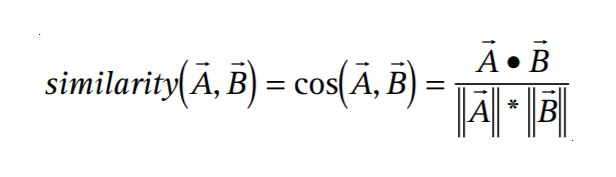 similarity(A⃗, B⃗) = cos(A⃗, B⃗) = A⃗ • B⃗ / ‖A⃗‖ * ‖B⃗‖